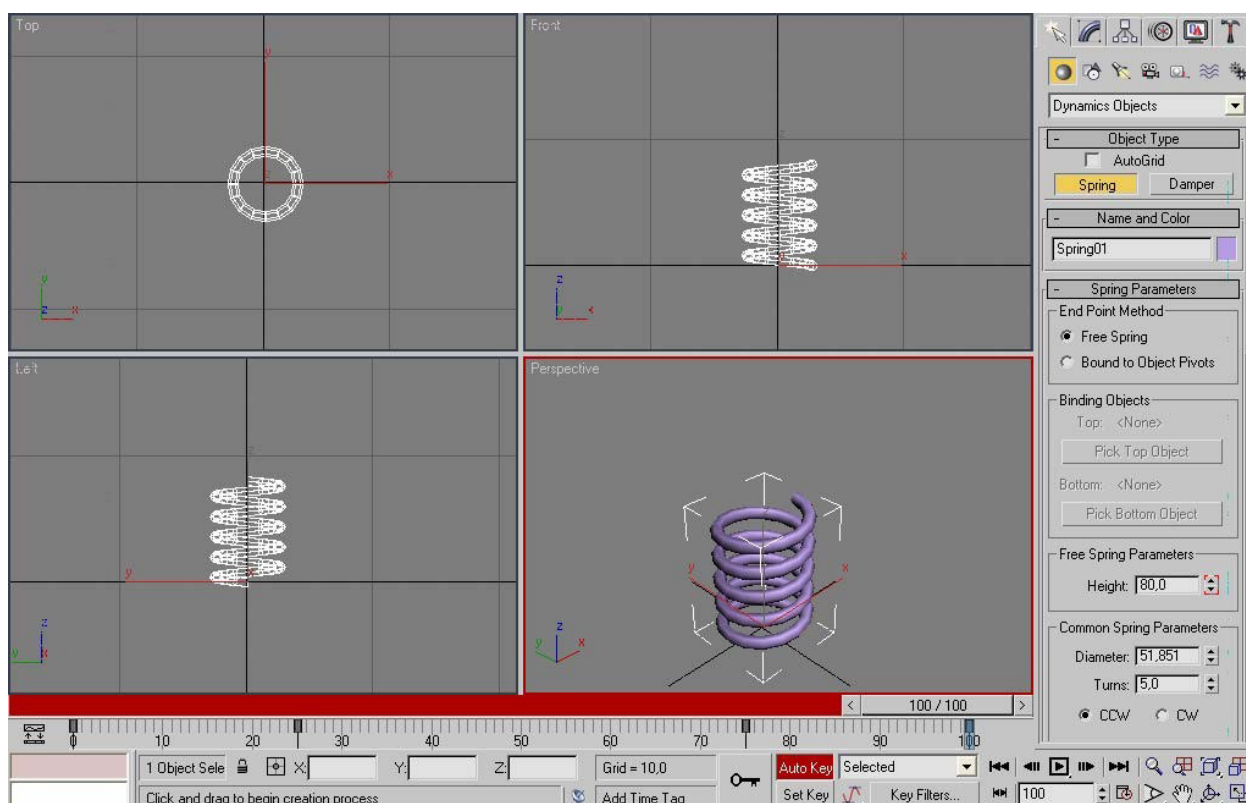 Top
y
x
z
y
z x
Front
z
x
z
y x
Left
z
y x
z
y x
Perspective
y x
z
y x
Dynamics Objects
- Object Type
AutoGrid
Spring Damper
- Name and Color
Spring01
- Spring Parameters
End Point Method
Free Spring
Bound to Object Pivots
Binding Objects
Top: <None>
Pick Top Object
Bottom: <None>
Pick Bottom Object
Free Spring Parameters
Height: 80,0
Common Spring Parameters
Diameter: 51,851
Turns: 5,0
CCW CW
< 100 / 100 >
0 10 20 30 40 50 60 70 80 90 100
1 Object Sele X: Y: Z: Grid = 10,0 Auto Key Selected
Click and drag to begin creation process Add Time Tag Set Key Key Filters... 100